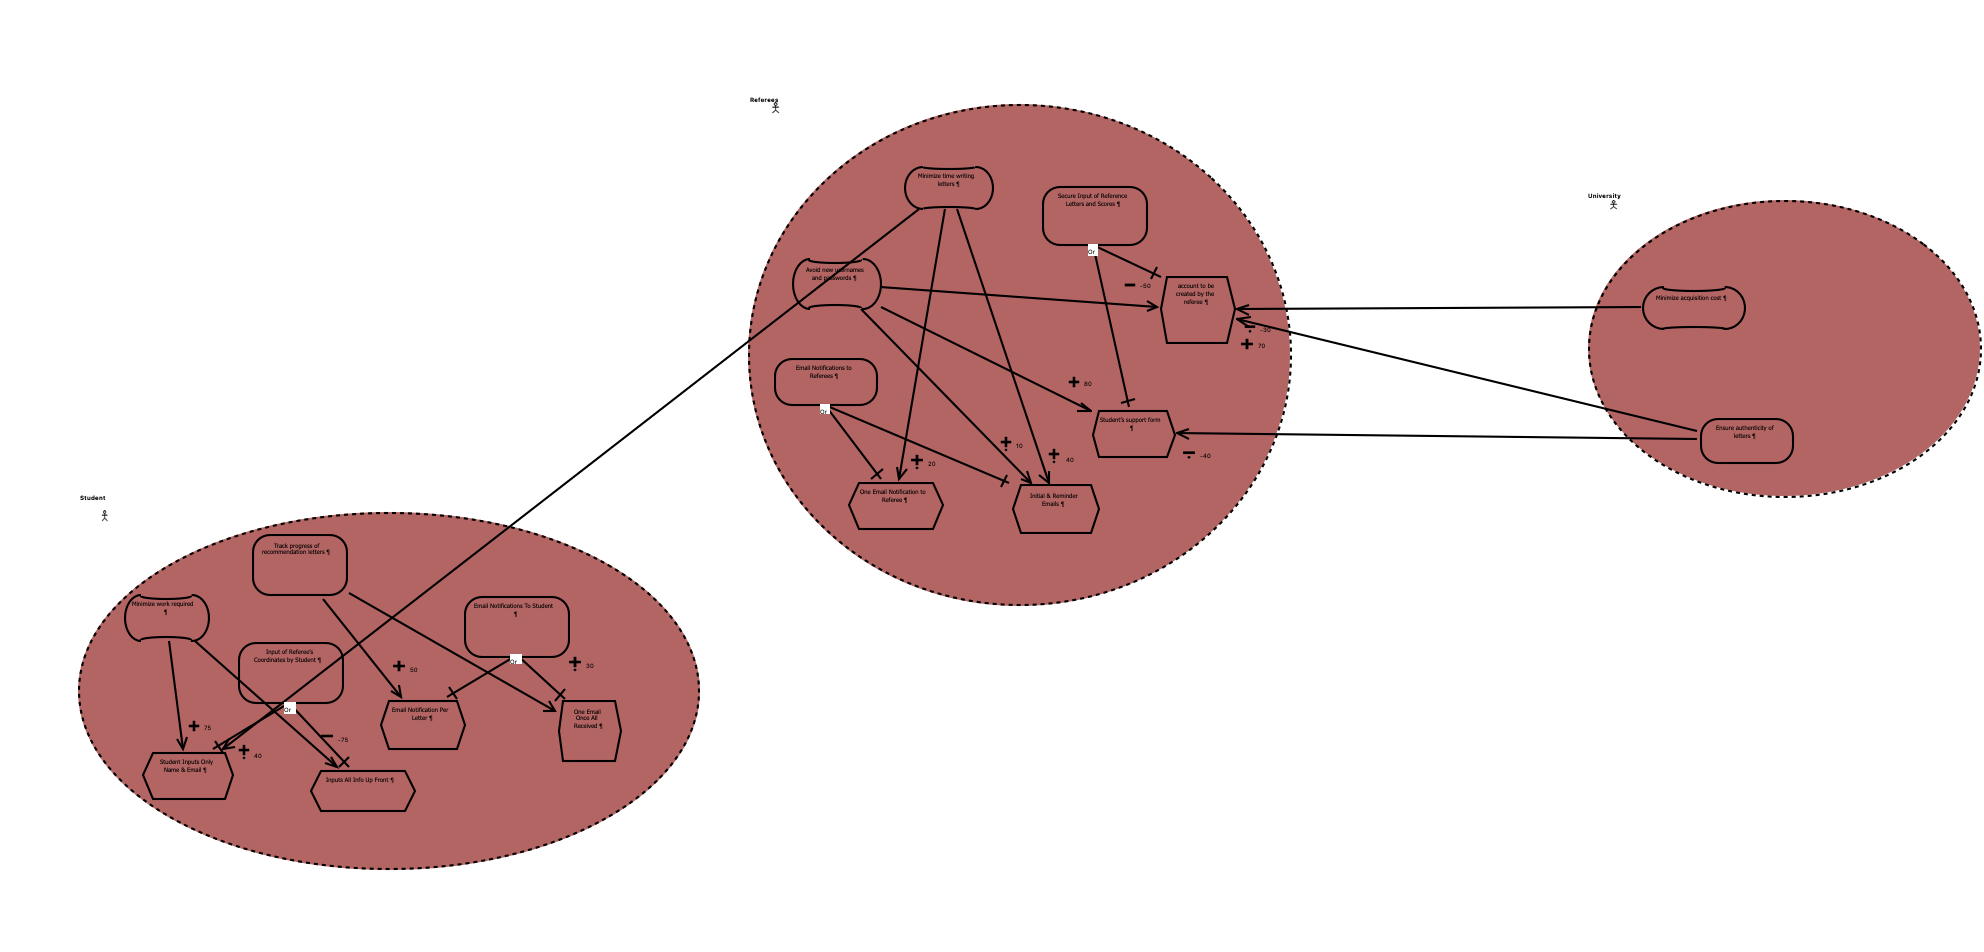 Referees
Minimize time writing
letters ¶
Secure Input of Reference
Letters and Scores ¶
Or
Avoid new usernames
and passwords ¶
-50
account to be
created by the
referee ¶
-30
70
Email Notifications to
Referees ¶
Or
80
Student's support form
¶
-40
10
40
20
One Email Notification to
Referee ¶
Initial & Reminder
Emails ¶
University
Minimize acquisition cost ¶
Ensure authenticity of
letters ¶
Student
Track progress of
recommendation letters ¶
Minimize work required
¶
Input of Referee's
Coordinates by Student ¶
Or
Email Notifications To Student
¶
Or
30
50
75
40
-75
Email Notification Per
Letter ¶
One Email
Once All
Received ¶
Student Inputs Only
Name & Email ¶
Inputs All Info Up Front ¶